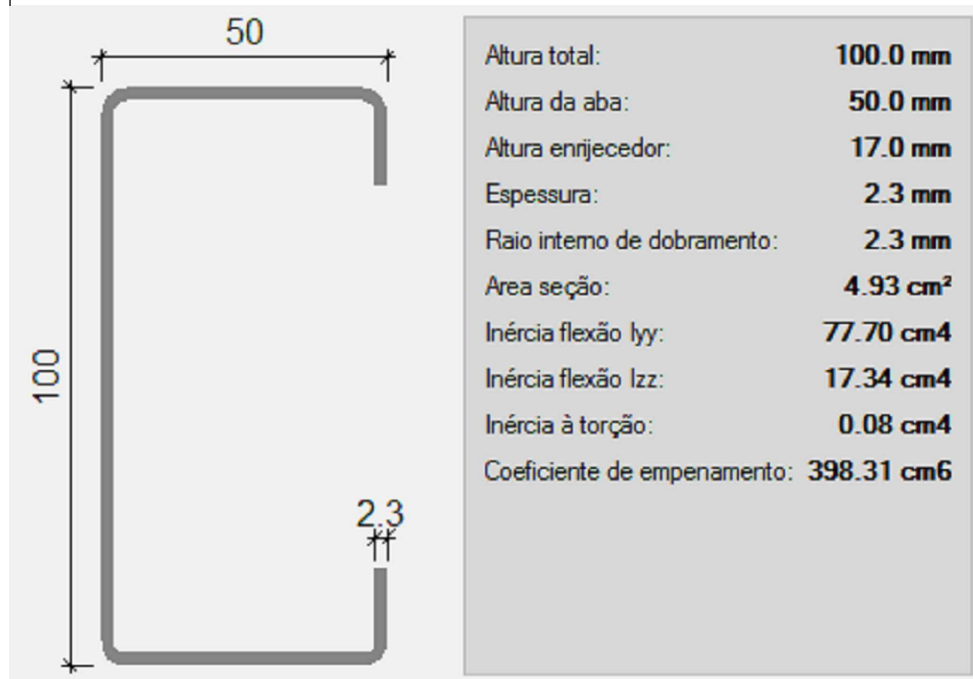 50
100
2.3
Altura total: 100.0 mm
Altura da aba: 50.0 mm
Altura enrijecedor: 17.0 mm
Espessura: 2.3 mm
Raio interno de dobramento: 2.3 mm
Area seção: 4.93 cm²
Inércia flexão Iyy: 77.70 cm4
Inércia flexão Izz: 17.34 cm4
Inércia à torção: 0.08 cm4
Coeficiente de empenamento: 398.31 cm6